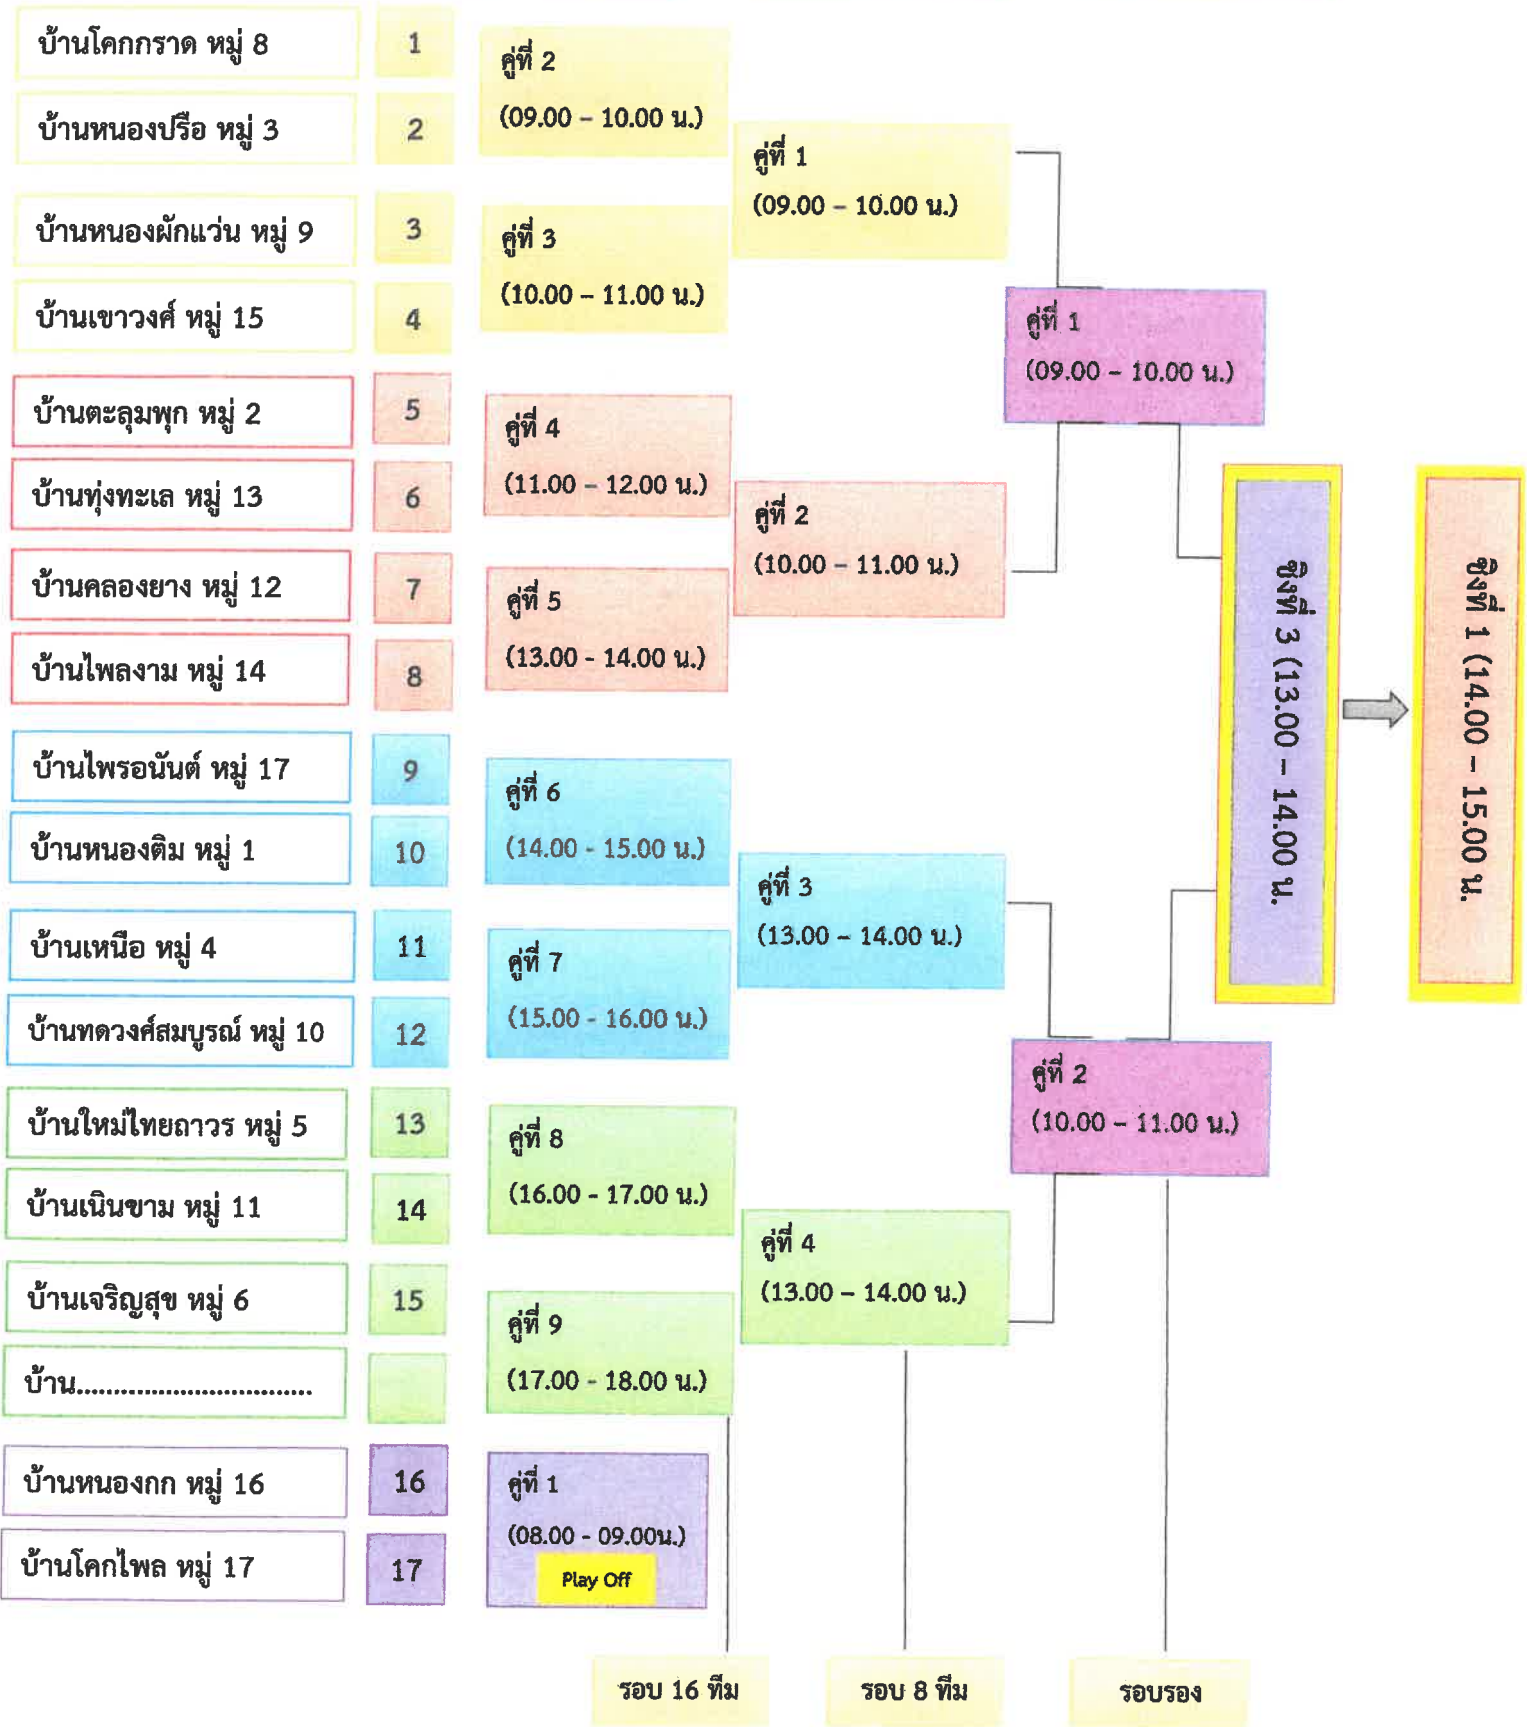 บ้านโคกกราด หมู่ 8
1
บ้านหนองปรือ หมู่ 3
2
คู่ที่ 2
(09.00 – 10.00 น.)
บ้านหนองผักแว่น หมู่ 9
3
บ้านเขาวงศ์ หมู่ 15
4
คู่ที่ 3
(10.00 – 11.00 น.)
คู่ที่ 1
(09.00 – 10.00 น.)
บ้านตะลุมพุก หมู่ 2
5
บ้านทุ่งทะเล หมู่ 13
6
คู่ที่ 4
(11.00 – 12.00 น.)
บ้านคลองยาง หมู่ 12
7
บ้านไพลงาม หมู่ 14
8
คู่ที่ 5
(13.00 - 14.00 น.)
คู่ที่ 2
(10.00 – 11.00 น.)
คู่ที่ 1
(09.00 – 10.00 น.)
บ้านไพรอนันต์ หมู่ 17
9
บ้านหนองติม หมู่ 1
10
คู่ที่ 6
(14.00 - 15.00 น.)
บ้านเหนือ หมู่ 4
11
บ้านทดวงศ์สมบูรณ์ หมู่ 10
12
คู่ที่ 7
(15.00 - 16.00 น.)
คู่ที่ 3
(13.00 – 14.00 น.)
บ้านใหม่ไทยถาวร หมู่ 5
13
บ้านเนินขาม หมู่ 11
14
คู่ที่ 8
(16.00 - 17.00 น.)
บ้านเจริญสุข หมู่ 6
15
บ้าน................................
คู่ที่ 9
(17.00 - 18.00 น.)
คู่ที่ 4
(13.00 – 14.00 น.)
คู่ที่ 2
(10.00 – 11.00 น.)
ชิงที่ 3 (13.00 – 14.00 น.
ชิงที่ 1 (14.00 – 15.00 น.
บ้านหนองกก หมู่ 16
16
บ้านโคกไพล หมู่ 17
17
คู่ที่ 1
(08.00 - 09.00น.)
Play Off
รอบ 16 ทีม
รอบ 8 ทีม
รอบรอง